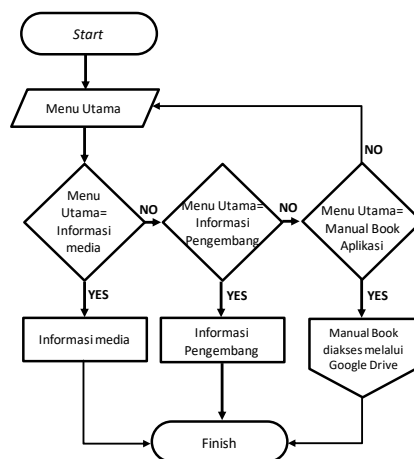 Start
Menu Utama
NO
Menu
Utama=
Informasi
media
NO
Menu Utama=
Informasi
Pengembang
NO
Menu Utama=
Manual Book
Aplikasi
YES
YES
YES
Informasi media
Informasi
Pengembang
Manual Book
diakses melalui
Google Drive
Finish